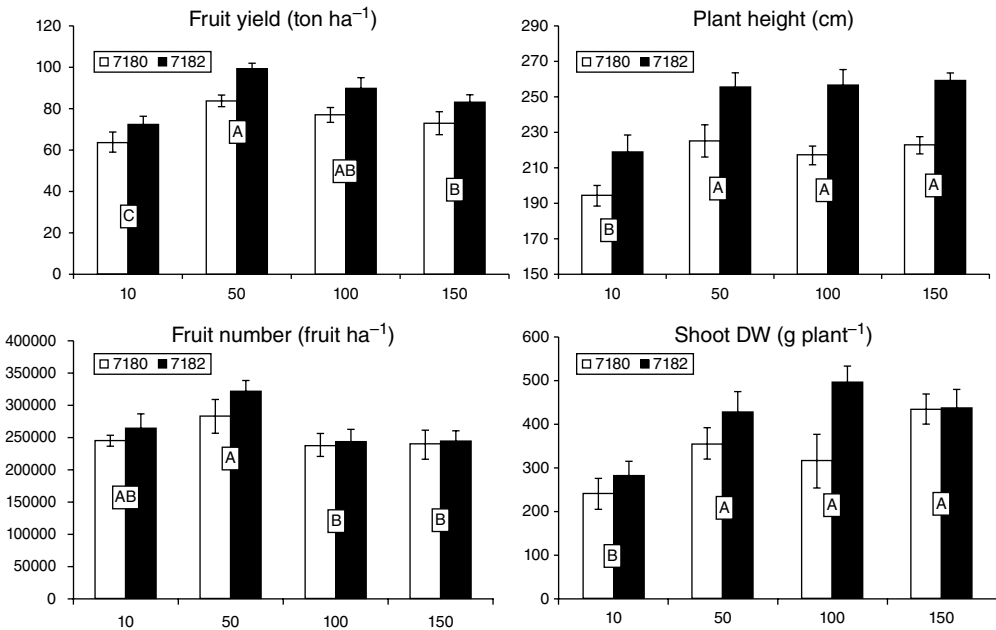 Fruit yield (ton ha⁻¹)
120
100
80
60
40
20
0
7180 7182
C
A
AB
B
10 50 100 150
Plant height (cm)
290
270
250
230
210
190
170
150
7180 7182
B
A
A
A
10 50 100 150
Fruit number (fruit ha⁻¹)
400000
350000
300000
250000
200000
150000
100000
50000
0
7180 7182
AB
A
B
B
10 50 100 150
Shoot DW (g plant⁻¹)
600
500
400
300
200
100
0
7180 7182
B
A
A
A
10 50 100 150